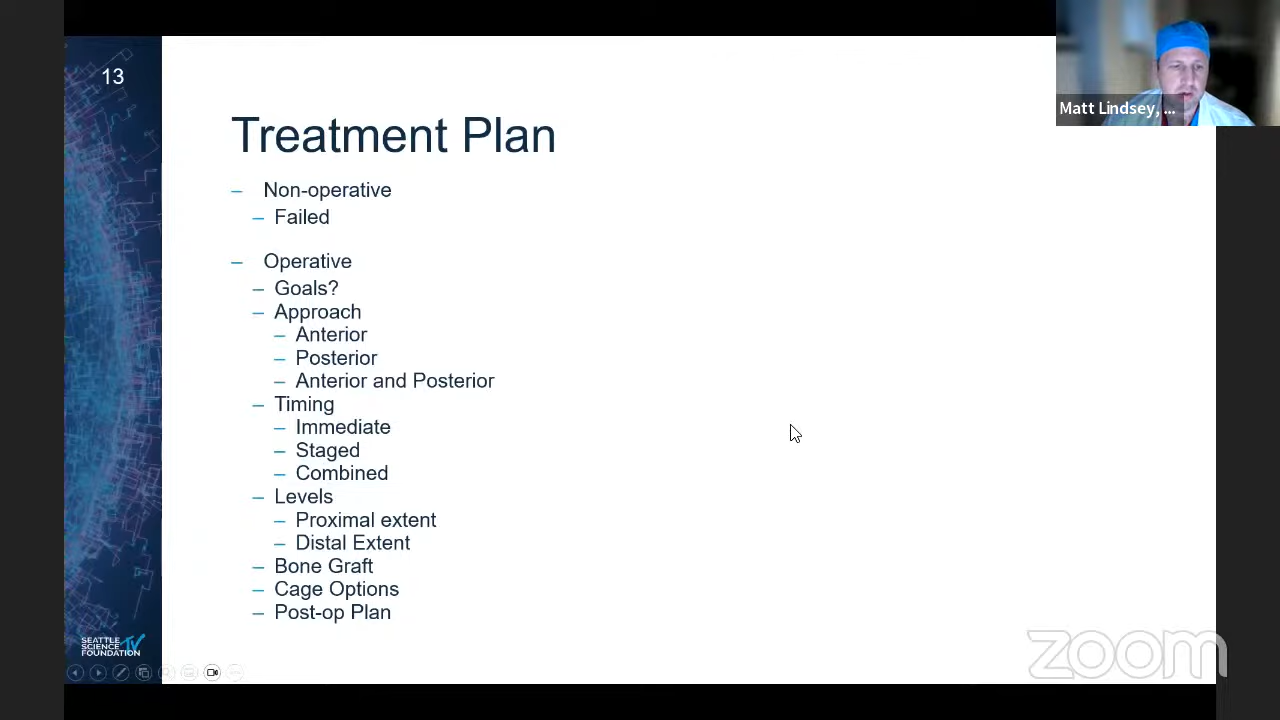 13
Matt Lindsey, ...
Treatment Plan
– Non-operative
– Failed
– Operative
– Goals?
– Approach
– Anterior
– Posterior
– Anterior and Posterior
– Timing
– Immediate
– Staged
– Combined
– Levels
– Proximal extent
– Distal Extent
– Bone Graft
– Cage Options
– Post-op Plan
SEATTLE
SCIENCE TV
FOUNDATION
zoom